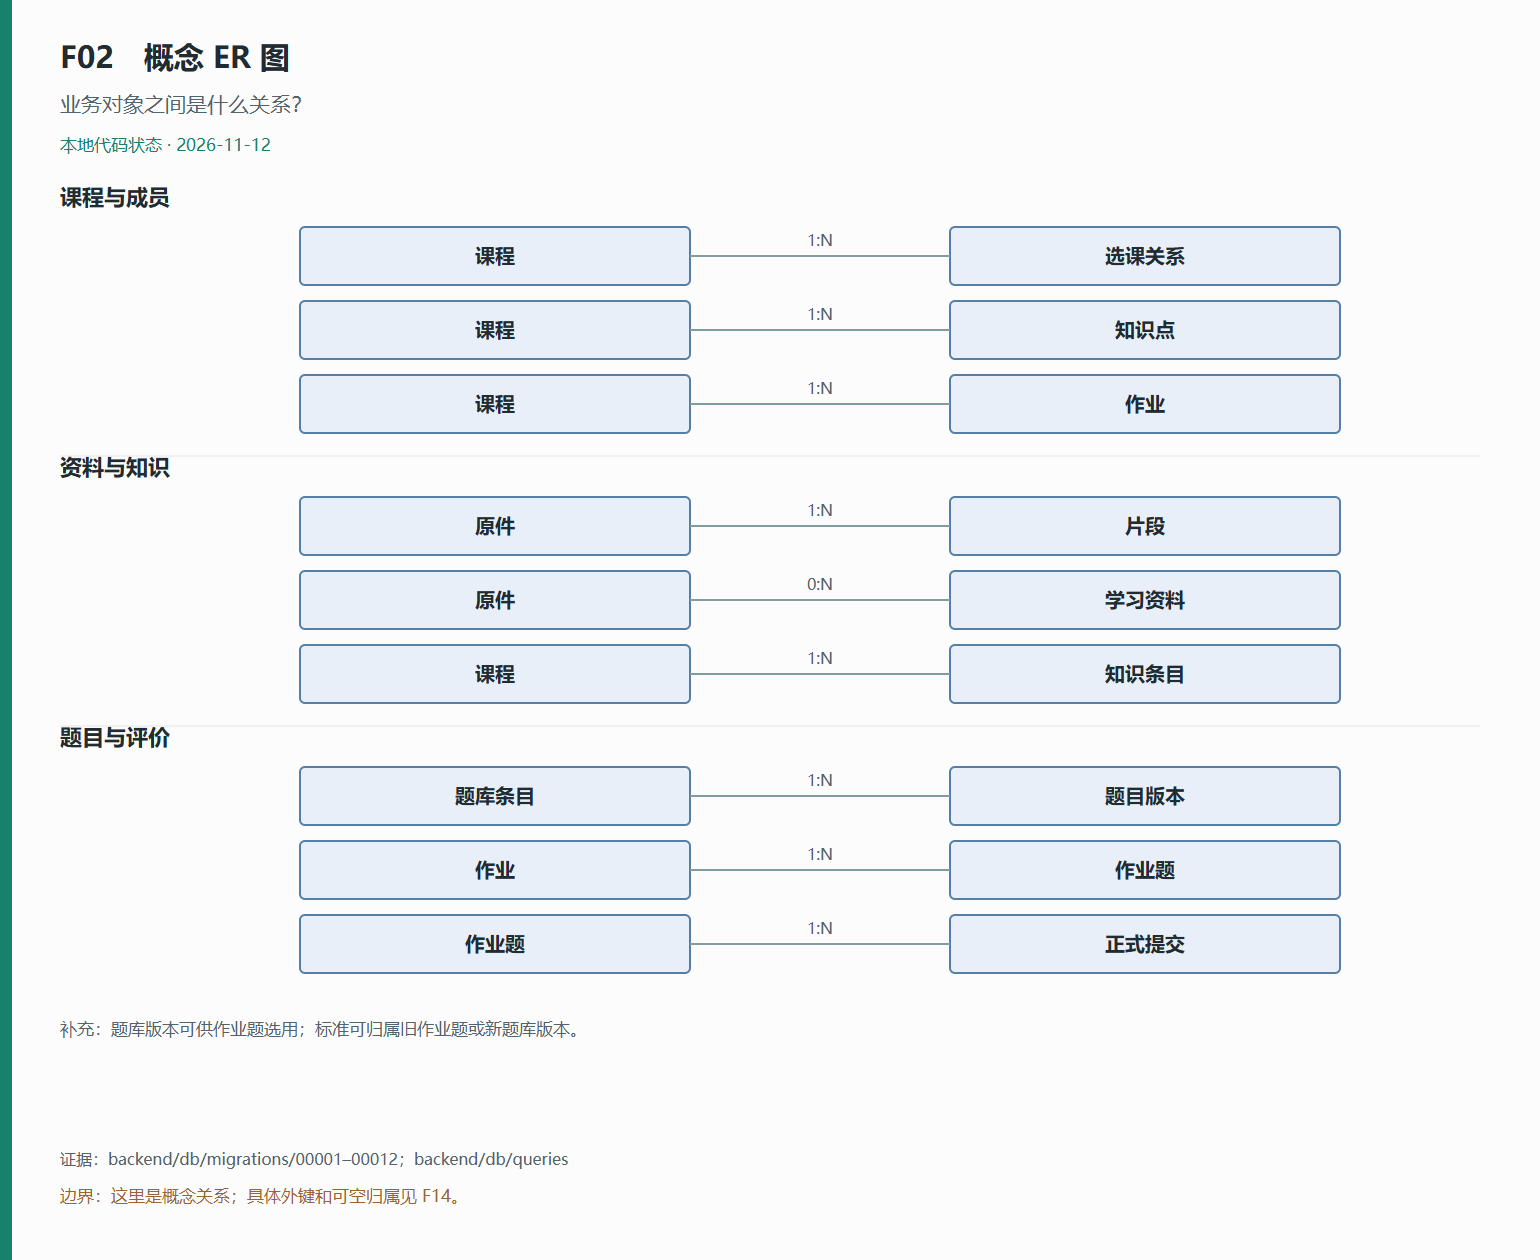 F02 概念 ER 图
业务对象之间是什么关系？
本地代码状态 · 2026-11-12
课程与成员
课程 1:N 选课关系
课程 1:N 知识点
课程 1:N 作业
资料与知识
原件 1:N 片段
原件 0:N 学习资料
课程 1:N 知识条目
题目与评价
题库条目 1:N 题目版本
作业 1:N 作业题
作业题 1:N 正式提交
补充：题库版本可供作业题选用；标准可归属旧作业题或新题库版本。
证据：backend/db/migrations/00001–00012；backend/db/queries
边界：这里是概念关系；具体外键和可空归属见 F14。